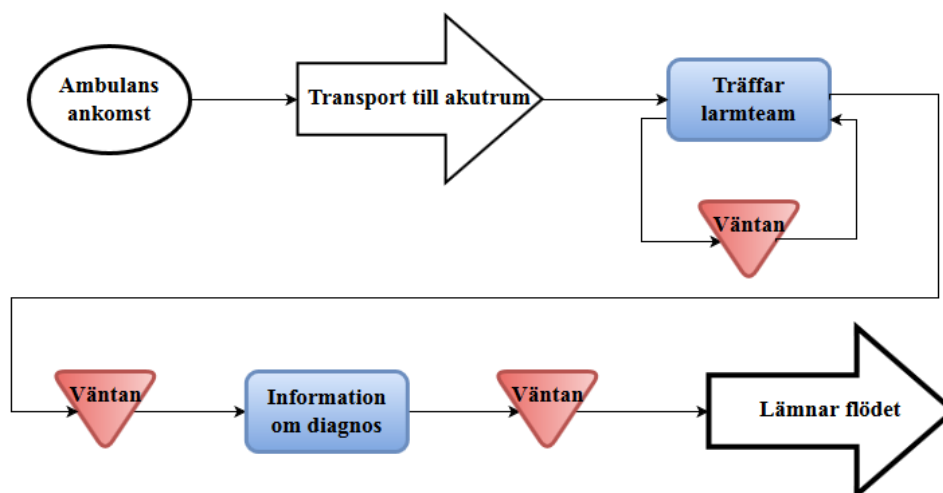 Ambulans
ankomst
Transport till akutrum
Träffar
larmteam
Väntan
Väntan
Information
om diagnos
Väntan
Lämnar flödet